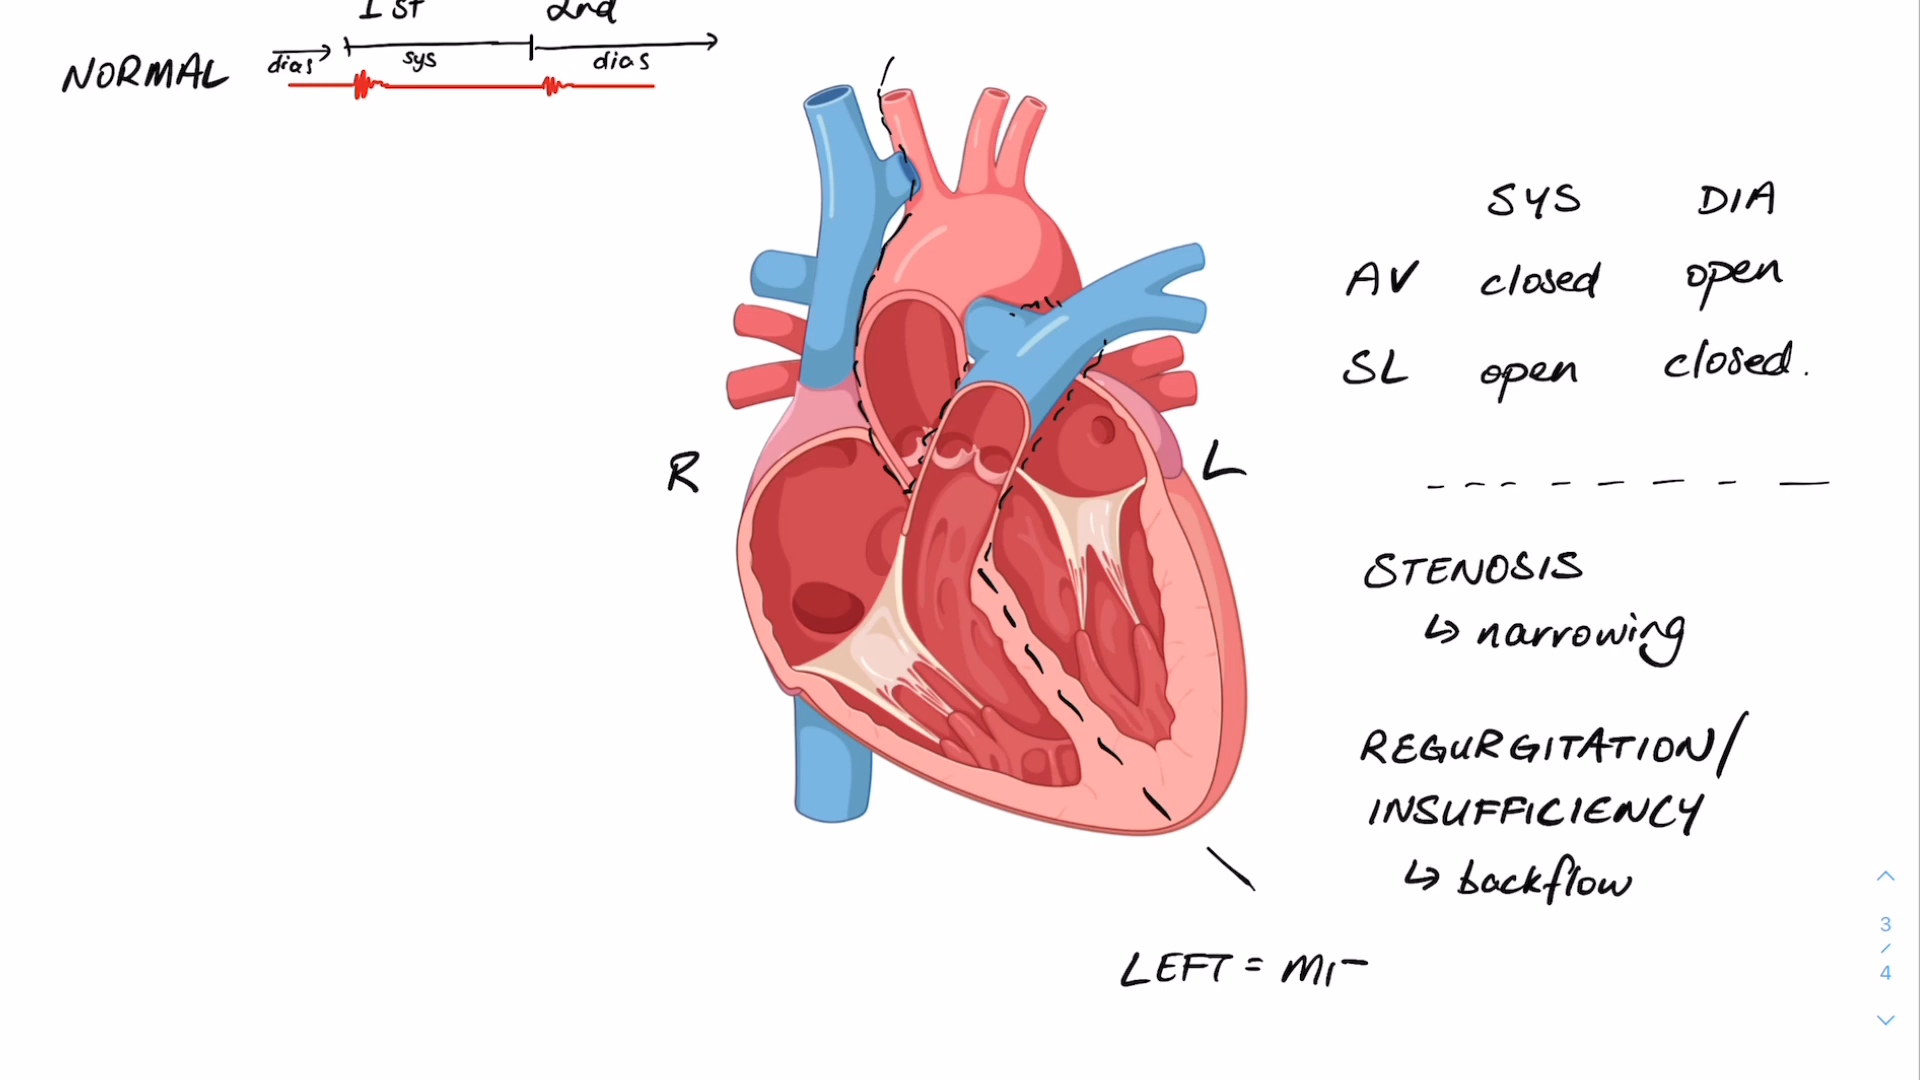 1st 2nd
dias sys dias
NORMAL
R L
SYS DIA
AV closed open
SL open closed.
STENOSIS
↳ narrowing
REGURGITATION/
INSUFFICIENCY
↳ backflow
LEFT = MI
3
/
4